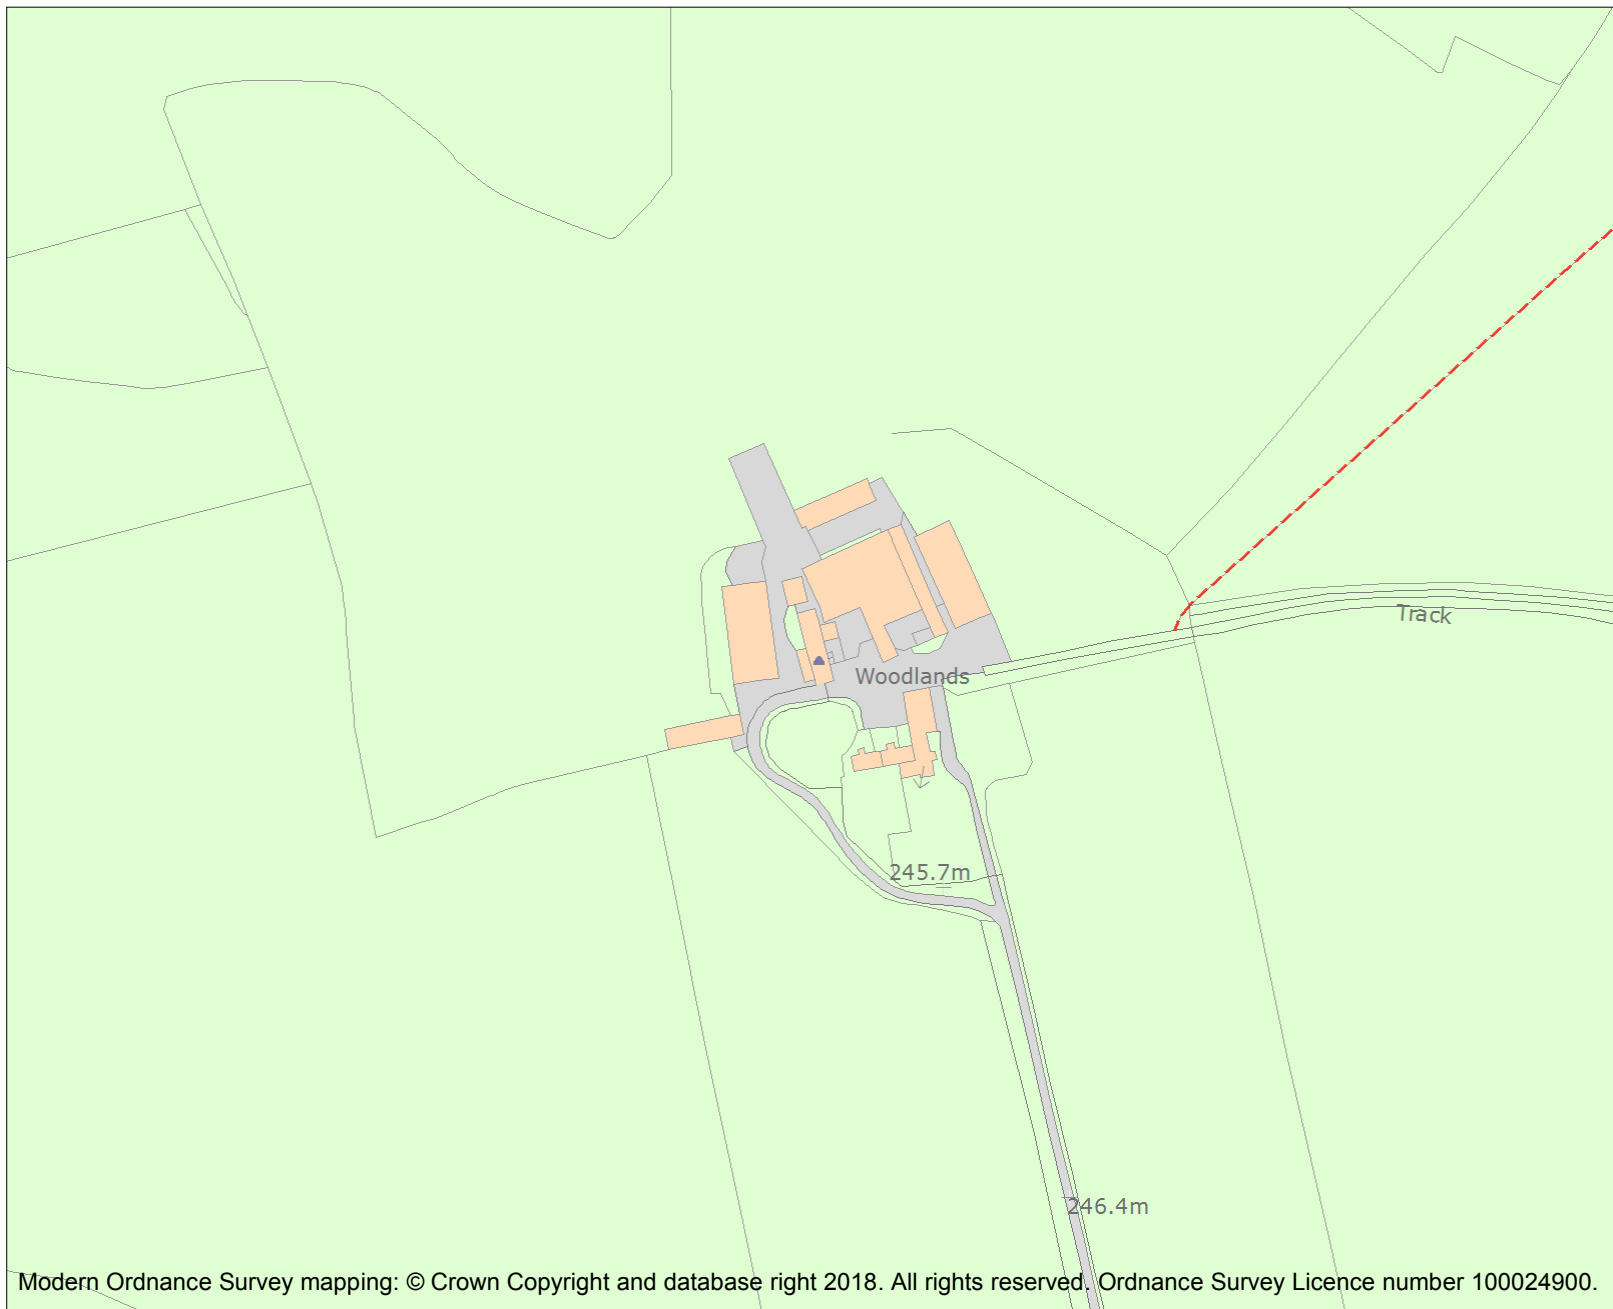 Track
Woodlands
245.7m
246.4m
Modern Ordnance Survey mapping: © Crown Copyright and database right 2018. All rights reserved. Ordnance Survey Licence number 100024900.